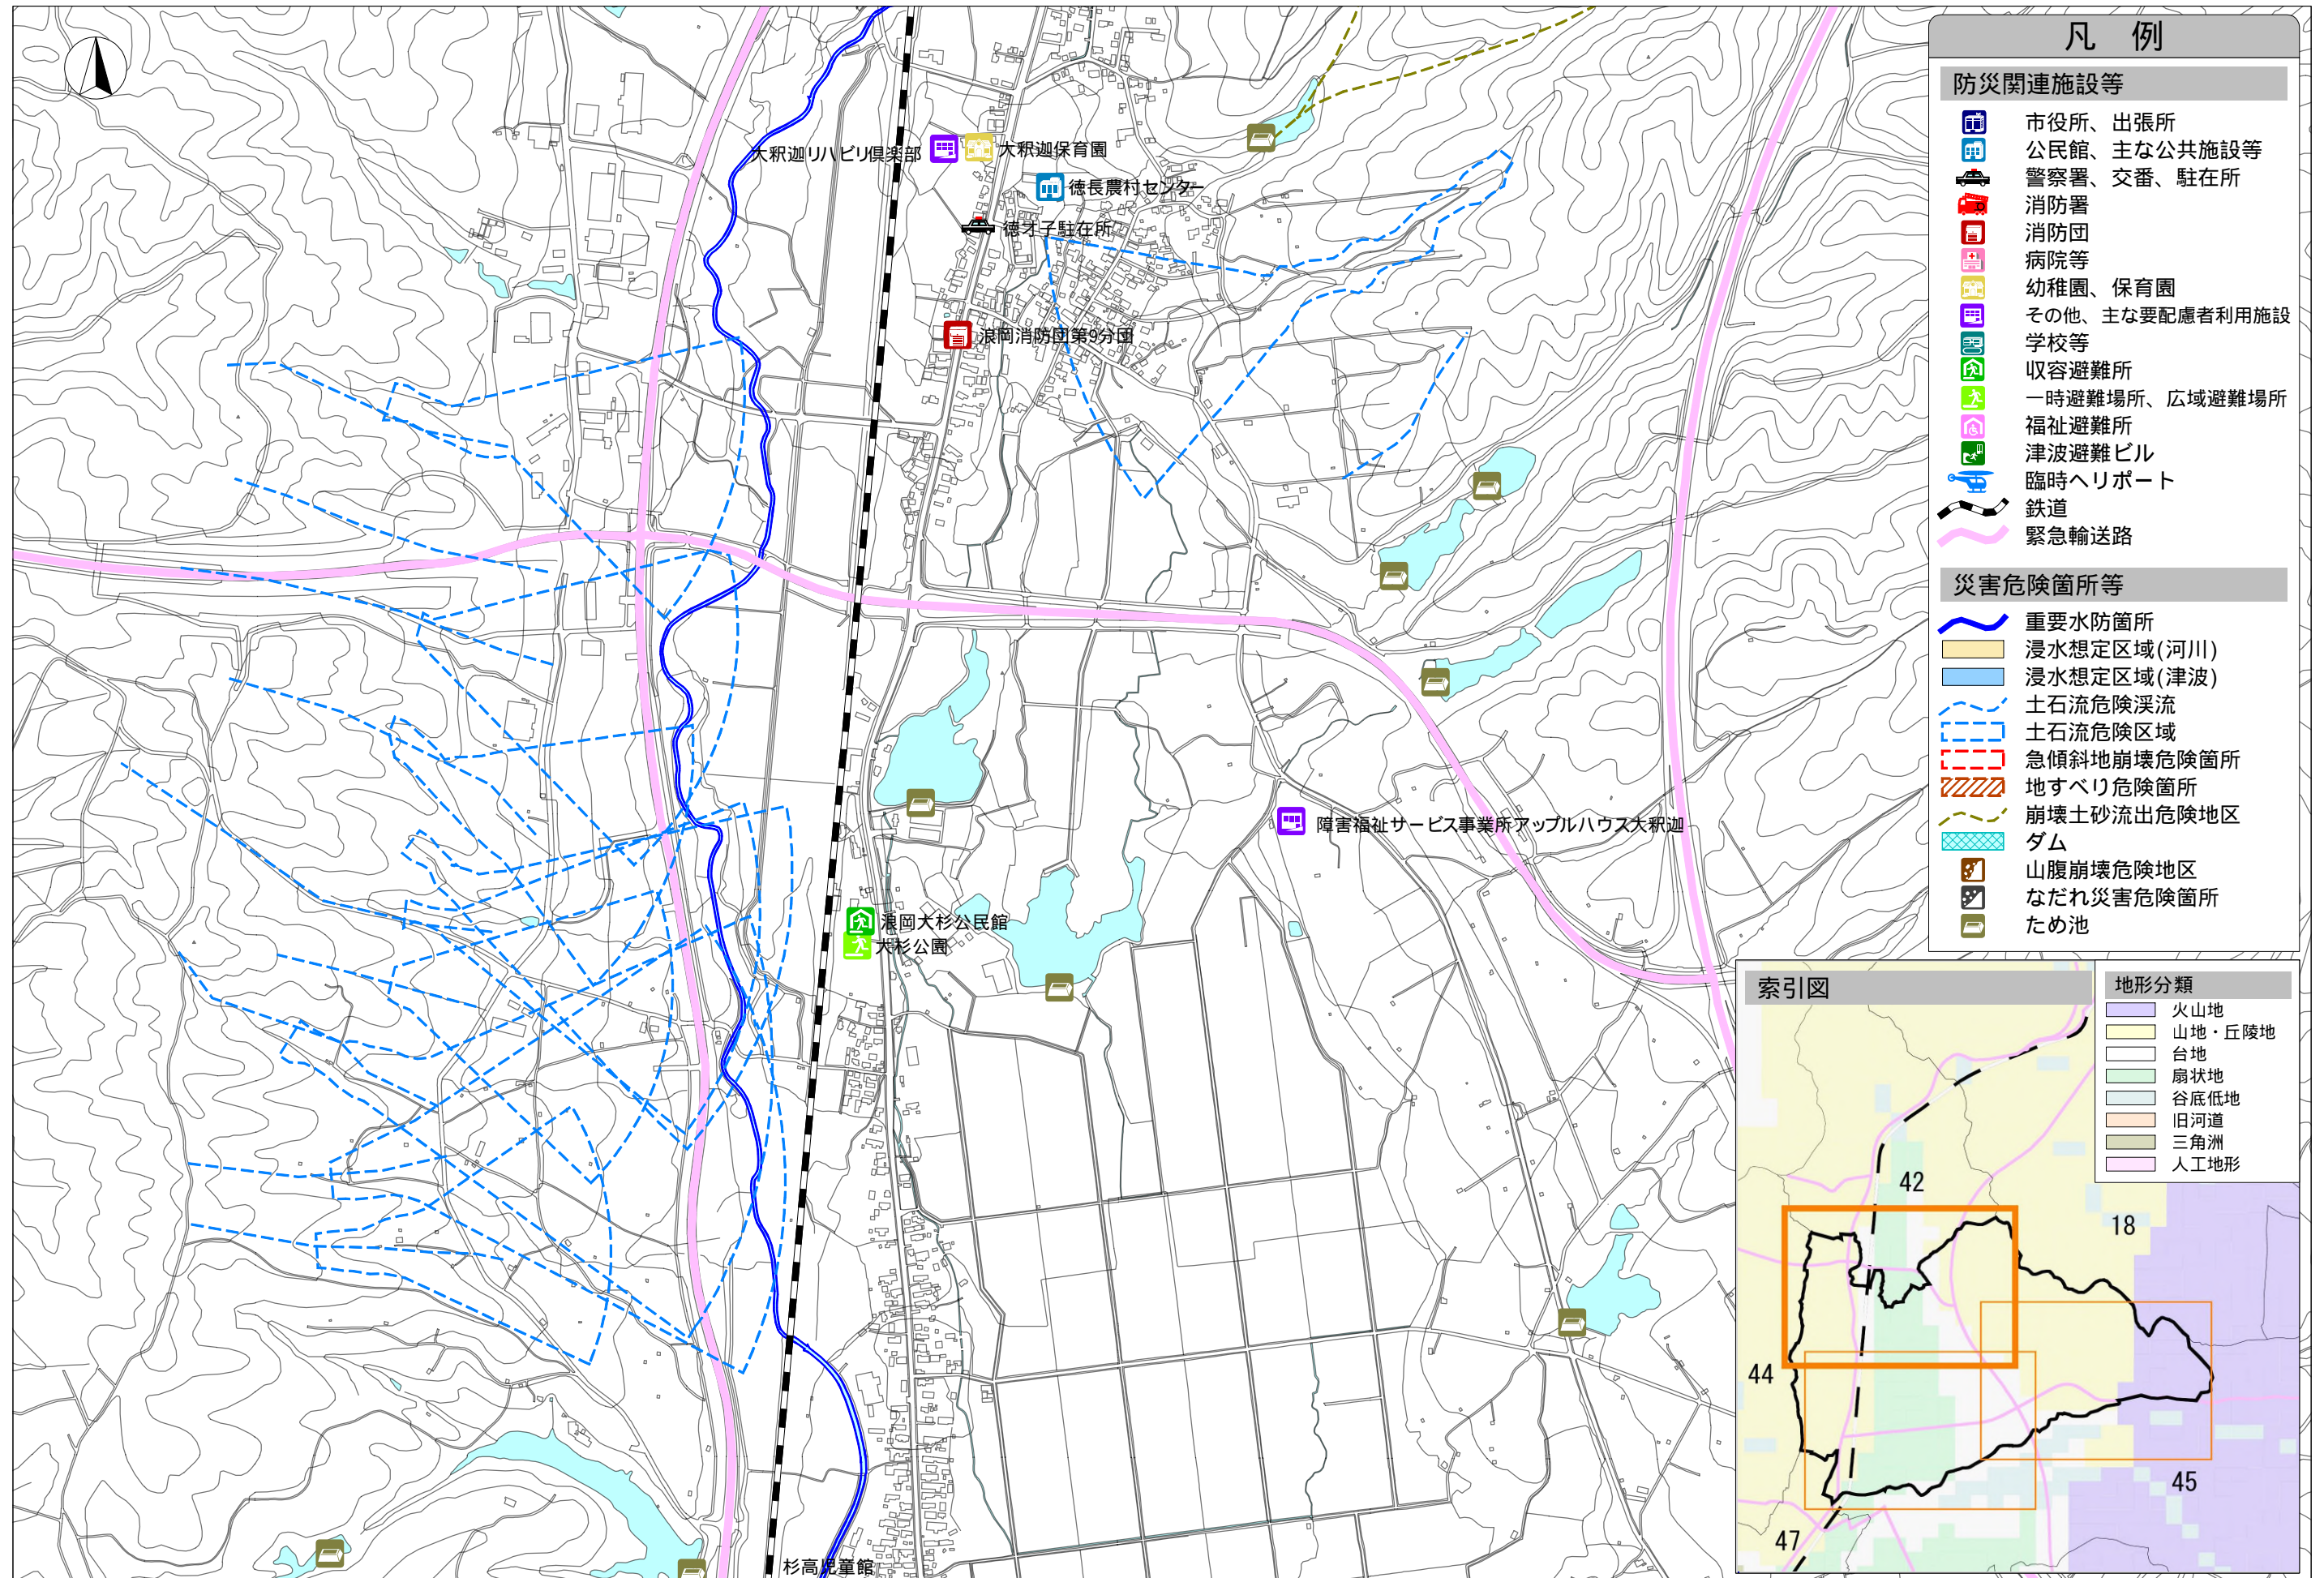 大釈迦リハビリ倶楽部
大釈迦保育園
徳長農村センター
徳才子駐在所
浪岡消防団第9分団
障害福祉サービス事業所アップルハウス大釈迦
浪岡大杉公民館
大杉公園
杉高児童館
凡 例
防災関連施設等
市役所、出張所
公民館、主な公共施設等
警察署、交番、駐在所
消防署
消防団
病院等
幼稚園、保育園
その他、主な要配慮者利用施設
学校等
収容避難所
一時避難場所、広域避難場所
福祉避難所
津波避難ビル
臨時ヘリポート
鉄道
緊急輸送路
災害危険箇所等
重要水防箇所
浸水想定区域(河川)
浸水想定区域(津波)
土石流危険渓流
土石流危険区域
急傾斜地崩壊危険箇所
地すべり危険箇所
崩壊土砂流出危険地区
ダム
山腹崩壊危険地区
なだれ災害危険箇所
ため池
索引図
地形分類
火山地
山地・丘陵地
台地
扇状地
谷底低地
旧河道
三角洲
人工地形
42
18
44
45
47